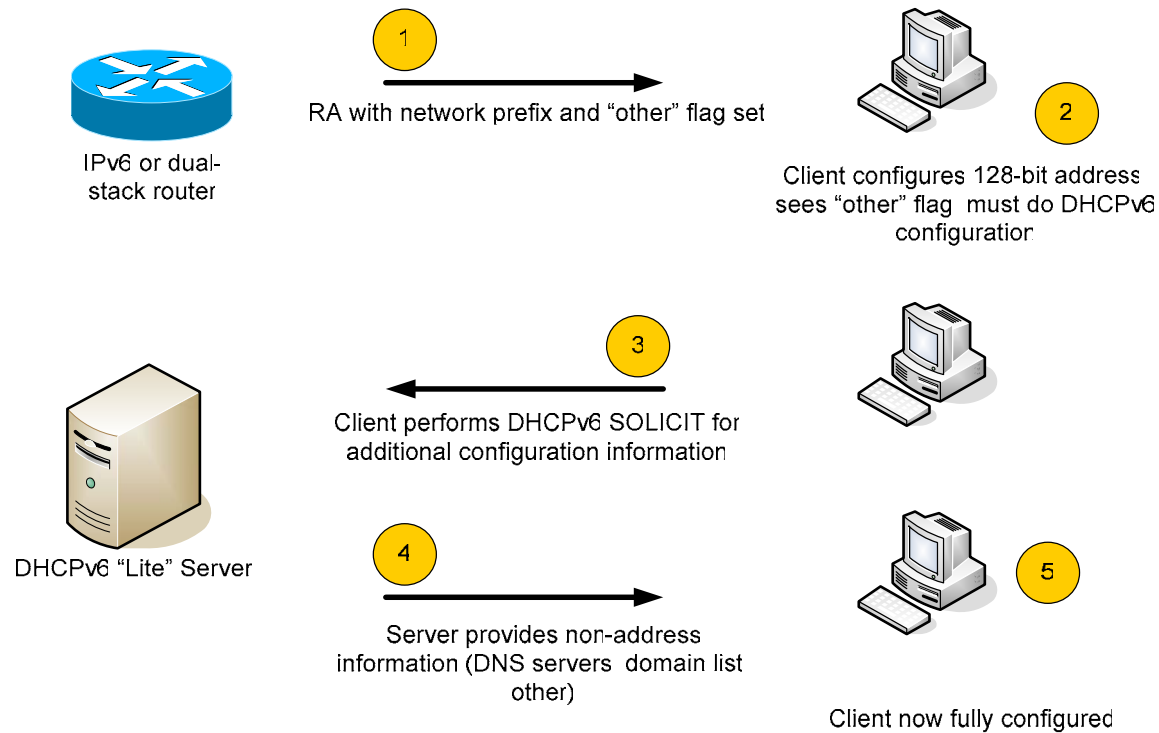 1
RA with network prefix and “other” flag set
IPv6 or dual-
stack router
2
Client configures 128-bit address
sees “other” flag must do DHCPv6
configuration
3
Client performs DHCPv6 SOLICIT for
additional configuration information
DHCPv6 “Lite” Server
4
Server provides non-address
information (DNS servers domain list
other)
5
Client now fully configured